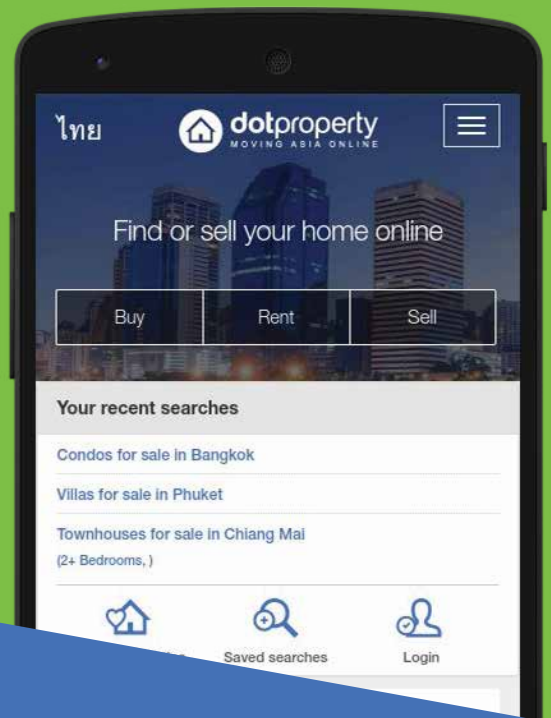 ไทย
dotproperty
MOVING ASIA ONLINE
Find or sell your home online
Buy
Rent
Sell
Your recent searches
Condos for sale in Bangkok
Villas for sale in Phuket
Townhouses for sale in Chiang Mai
(2+ Bedrooms, )
Saved searches
Login